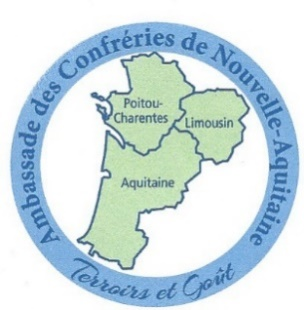 Ambassade des Confréries de Nouvelle-Aquitaine
Poitou-
Charentes
Limousin
Aquitaine
Terroirs et Goût